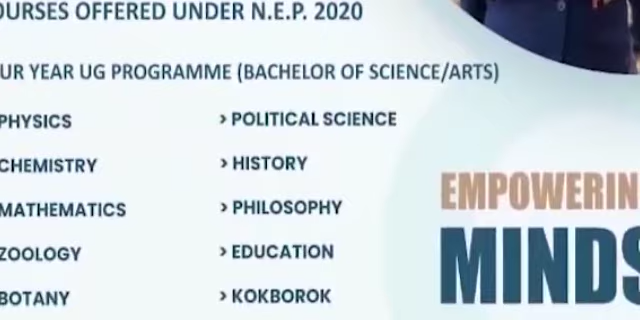 OURSES OFFERED UNDER N.E.P. 2020
UR YEAR UG PROGRAMME (BACHELOR OF SCIENCE/ARTS)
PHYSICS
CHEMISTRY
MATHEMATICS
ZOOLOGY
BOTANY
> POLITICAL SCIENCE
> HISTORY
> PHILOSOPHY
> EDUCATION
> KOKBOROK
EMPOWERIN
MINDS